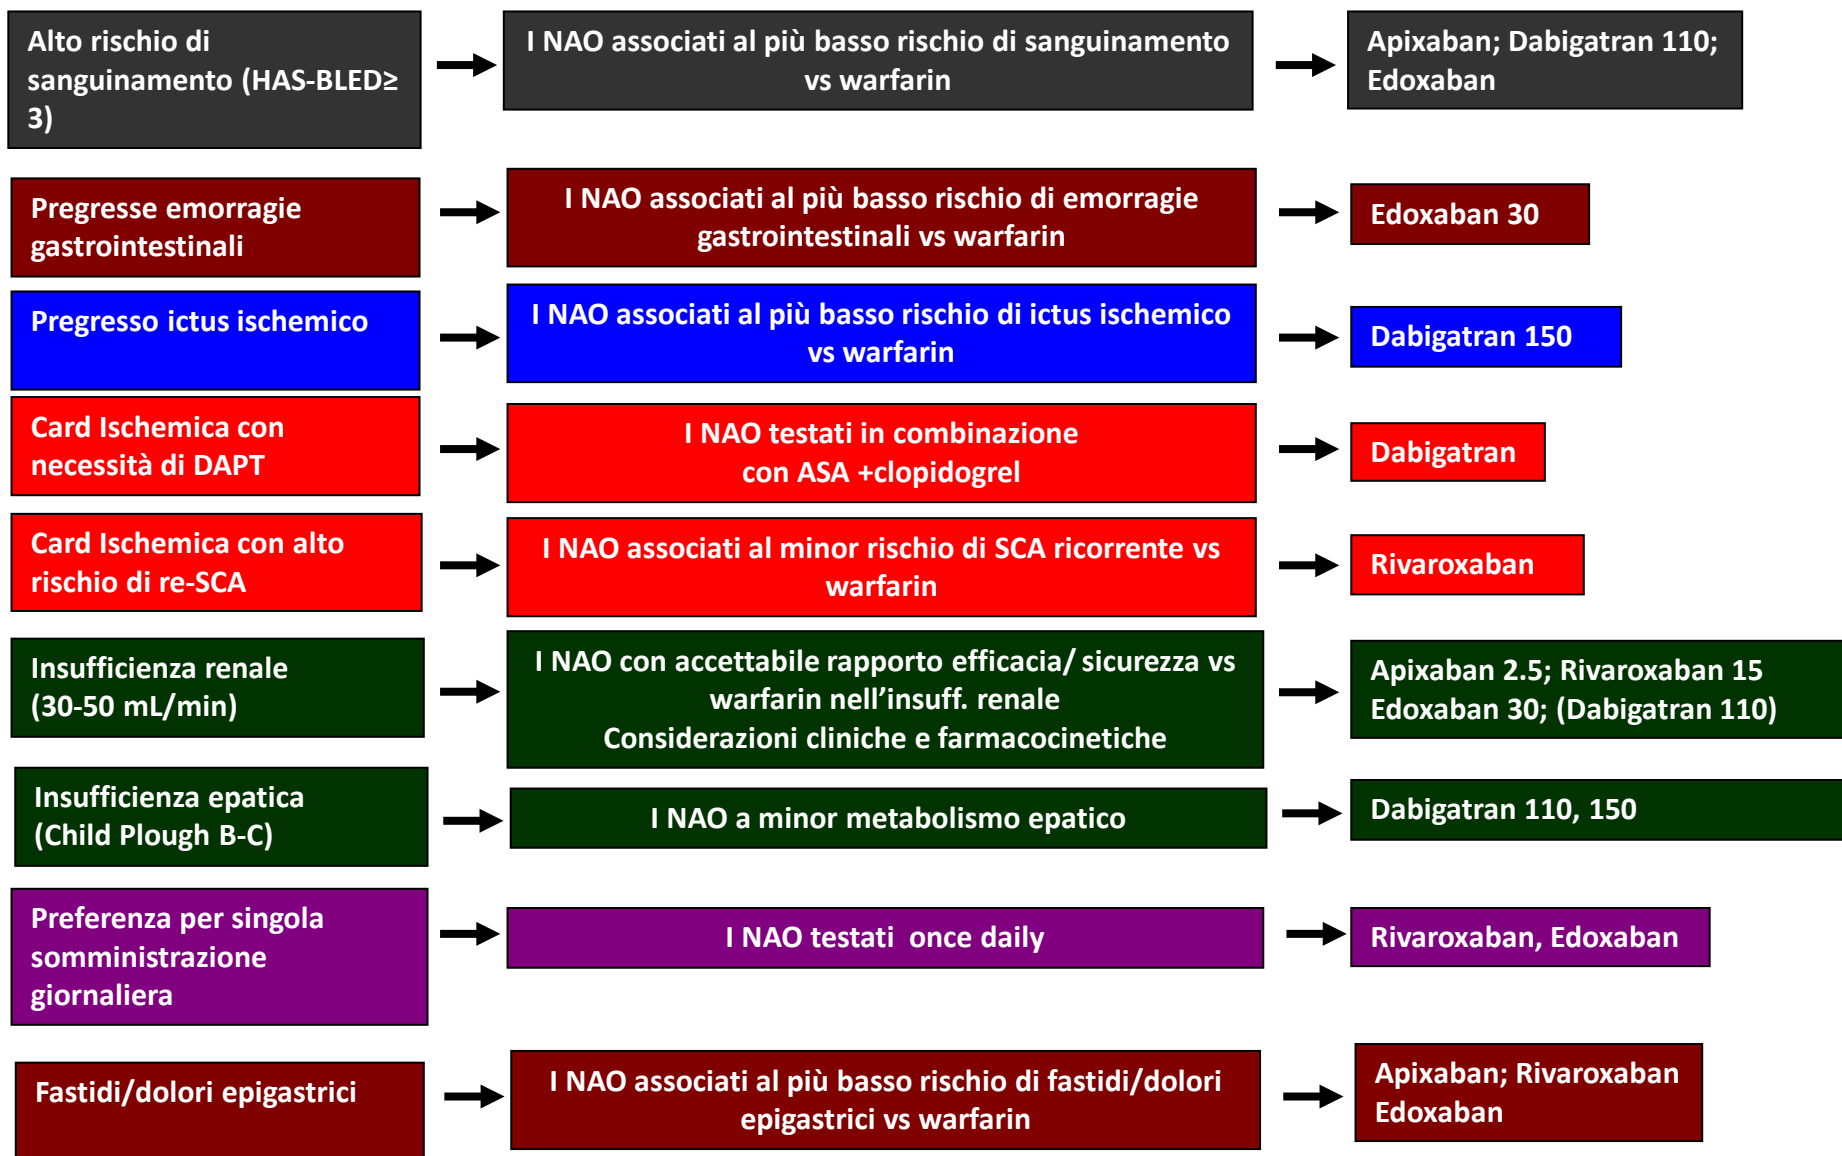 Alto rischio di
sanguinamento (HAS-BLED≥
3)
I NAO associati al più basso rischio di sanguinamento
vs warfarin
Apixaban; Dabigatran 110;
Edoxaban
Pregresse emorragie
gastrointestinali
I NAO associati al più basso rischio di emorragie
gastrointestinali vs warfarin
Edoxaban 30
Pregresso ictus ischemico
I NAO associati al più basso rischio di ictus ischemico
vs warfarin
Dabigatran 150
Card Ischemica con
necessità di DAPT
I NAO testati in combinazione
con ASA +clopidogrel
Dabigatran
Card Ischemica con alto
rischio di re-SCA
I NAO associati al minor rischio di SCA ricorrente vs
warfarin
Rivaroxaban
Insufficienza renale
(30-50 mL/min)
I NAO con accettabile rapporto efficacia/ sicurezza vs
warfarin nell’insuff. renale
Considerazioni cliniche e farmacocinetiche
Apixaban 2.5; Rivaroxaban 15
Edoxaban 30; (Dabigatran 110)
Insufficienza epatica
(Child Plough B-C)
I NAO a minor metabolismo epatico
Dabigatran 110, 150
Preferenza per singola
somministrazione
giornaliera
I NAO testati once daily
Rivaroxaban, Edoxaban
Fastidi/dolori epigastrici
I NAO associati al più basso rischio di fastidi/dolori
epigastrici vs warfarin
Apixaban; Rivaroxaban
Edoxaban